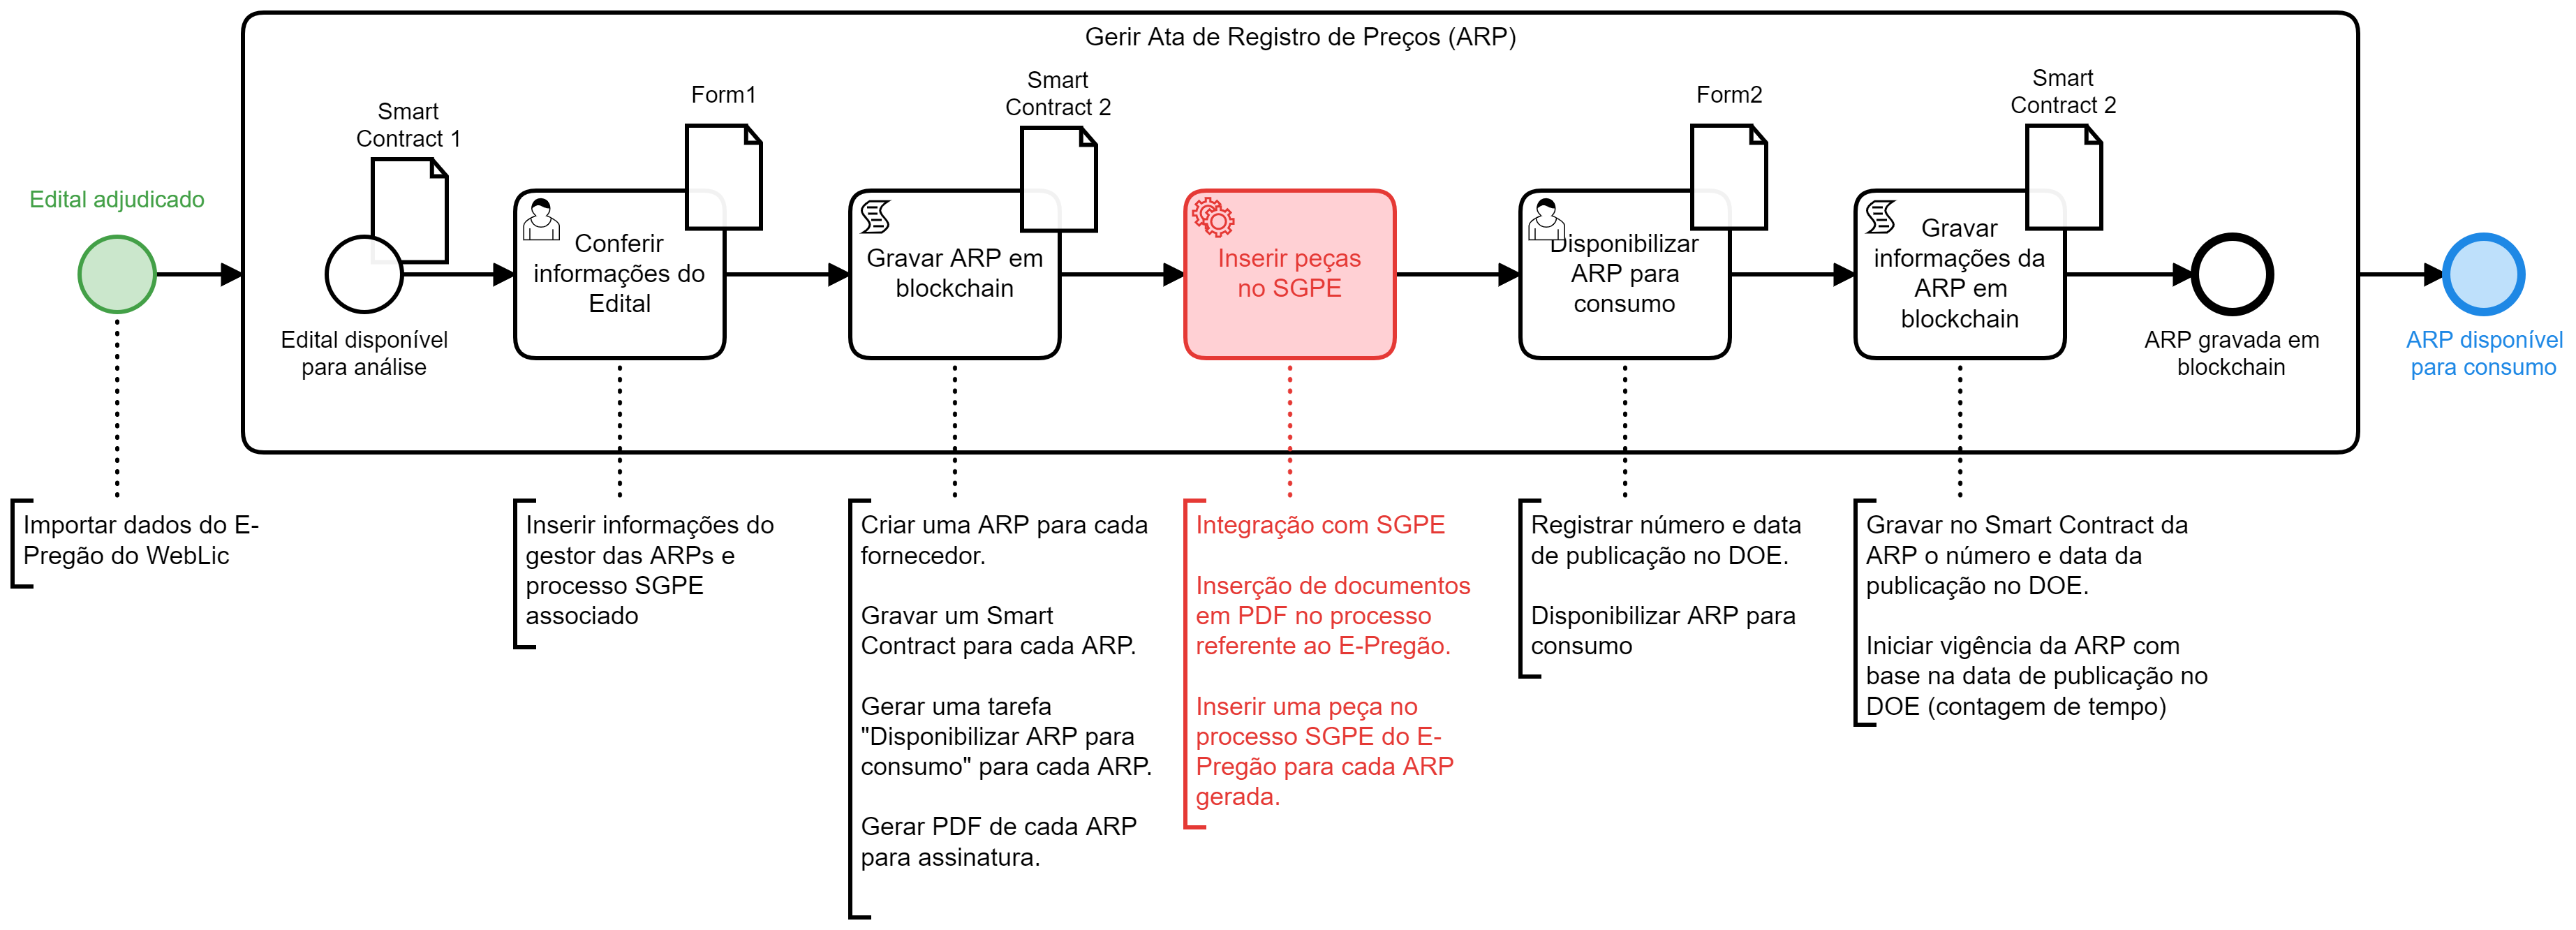 Gerir Ata de Registro de Preços (ARP)
Smart
Contract 1
Form1
Smart
Contract 2
Form2
Smart
Contract 2
Edital adjudicado
Edital disponível
para análise
Conferir
informações do
Edital
Gravar ARP em
blockchain
Inserir peças
no SGPE
Disponibilizar
ARP para
consumo
Gravar
informações da
ARP em
blockchain
ARP gravada em
blockchain
ARP disponível
para consumo
Importar dados do E-
Pregão do WebLic
Inserir informações do
gestor das ARPs e
processo SGPE
associado
Criar uma ARP para cada
fornecedor.
Gravar um Smart
Contract para cada ARP.
Gerar uma tarefa
"Disponibilizar ARP para
consumo" para cada ARP.
Gerar PDF de cada ARP
para assinatura.
Integração com SGPE
Inserção de documentos
em PDF no processo
referente ao E-Pregão.
Inserir uma peça no
processo SGPE do E-
Pregão para cada ARP
gerada.
Registrar número e data
de publicação no DOE.
Disponibilizar ARP para
consumo
Gravar no Smart Contract da
ARP o número e data da
publicação no DOE.
Iniciar vigência da ARP com
base na data de publicação no
DOE (contagem de tempo)